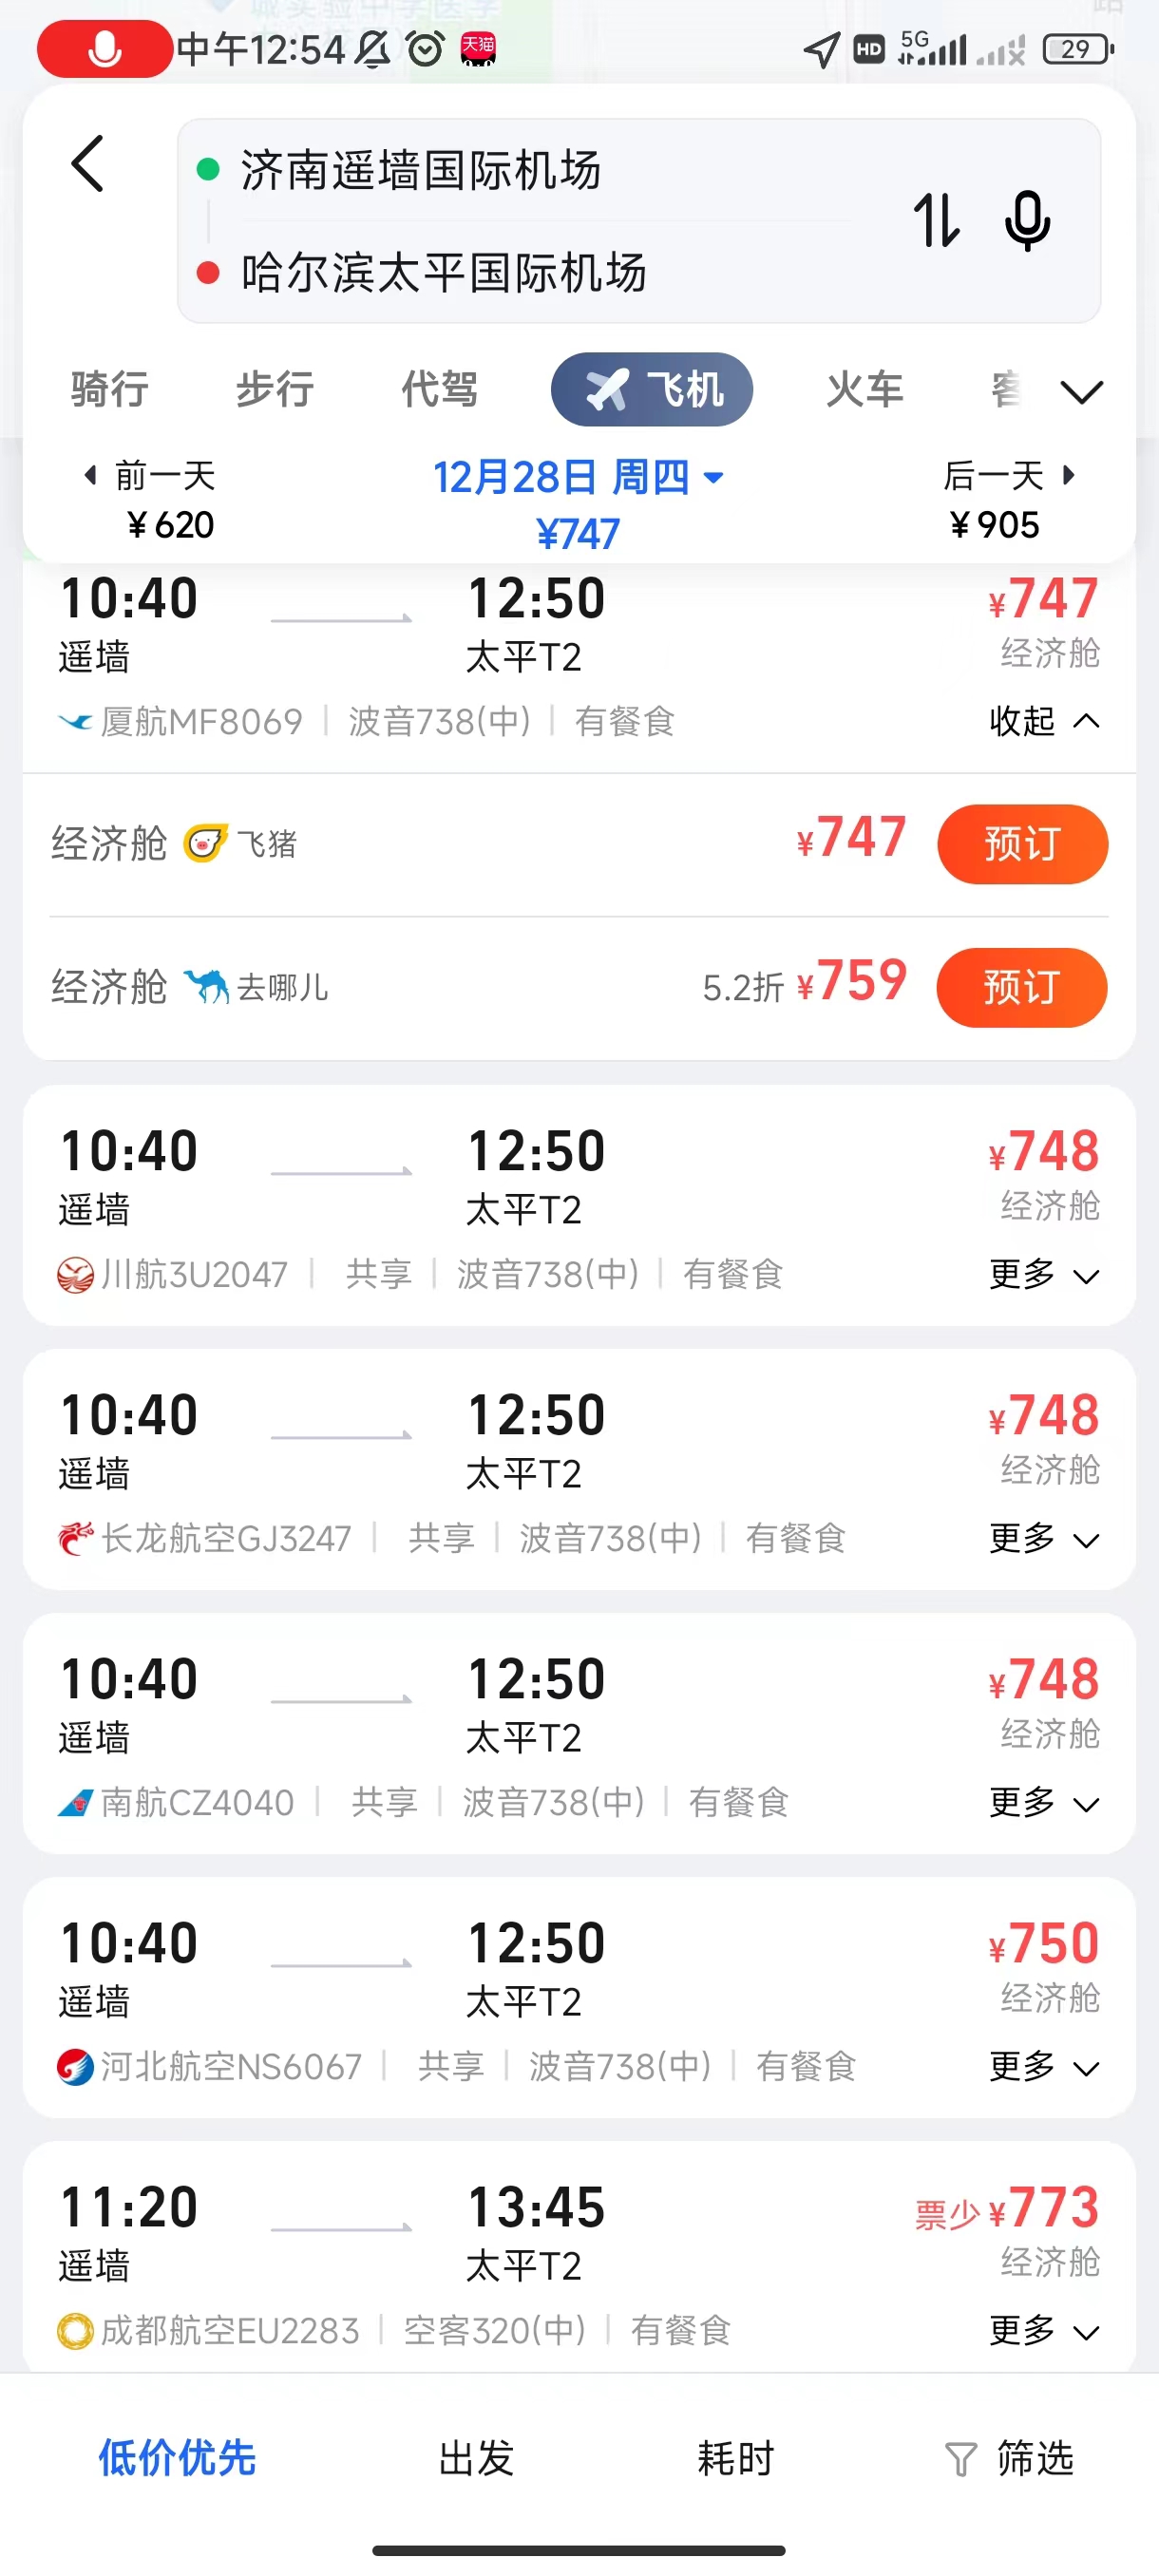 中午12:54 天猫 HD 5G 29
济南遥墙国际机场
哈尔滨太平国际机场
骑行 步行 代驾 飞机 火车 客
前一天 12月28日 周四 后一天
¥620 ¥747 ¥905
10:40 12:50 ¥747
遥墙 太平T2 经济舱
厦航MF8069 波音738(中) 有餐食 收起
经济舱 飞猪 ¥747 预订
经济舱 去哪儿 5.2折 ¥759 预订
10:40 12:50 ¥748
遥墙 太平T2 经济舱
川航3U2047 共享 波音738(中) 有餐食 更多
10:40 12:50 ¥748
遥墙 太平T2 经济舱
长龙航空GJ3247 共享 波音738(中) 有餐食 更多
10:40 12:50 ¥748
遥墙 太平T2 经济舱
南航CZ4040 共享 波音738(中) 有餐食 更多
10:40 12:50 ¥750
遥墙 太平T2 经济舱
河北航空NS6067 共享 波音738(中) 有餐食 更多
11:20 13:45 票少 ¥773
遥墙 太平T2 经济舱
成都航空EU2283 空客320(中) 有餐食 更多
低价优先 出发 耗时 筛选